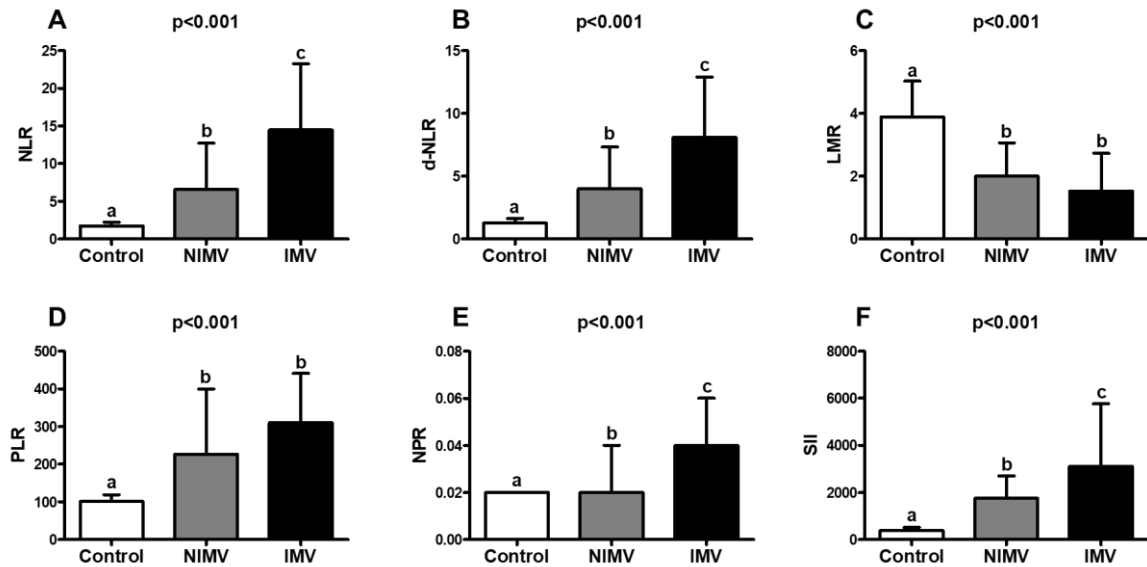 A
p<0.001
NLR
25
20
15
10
5
0
a
b
c
Control NIMV IMV
B
p<0.001
d-NLR
15
10
5
0
a
b
c
Control NIMV IMV
C
p<0.001
LMR
6
4
2
0
a
b
b
Control NIMV IMV
D
p<0.001
PLR
500
400
300
200
100
0
a
b
b
Control NIMV IMV
E
p<0.001
NPR
0.08
0.06
0.04
0.02
0.00
a
b
c
Control NIMV IMV
F
p<0.001
SII
8000
6000
4000
2000
0
a
b
c
Control NIMV IMV